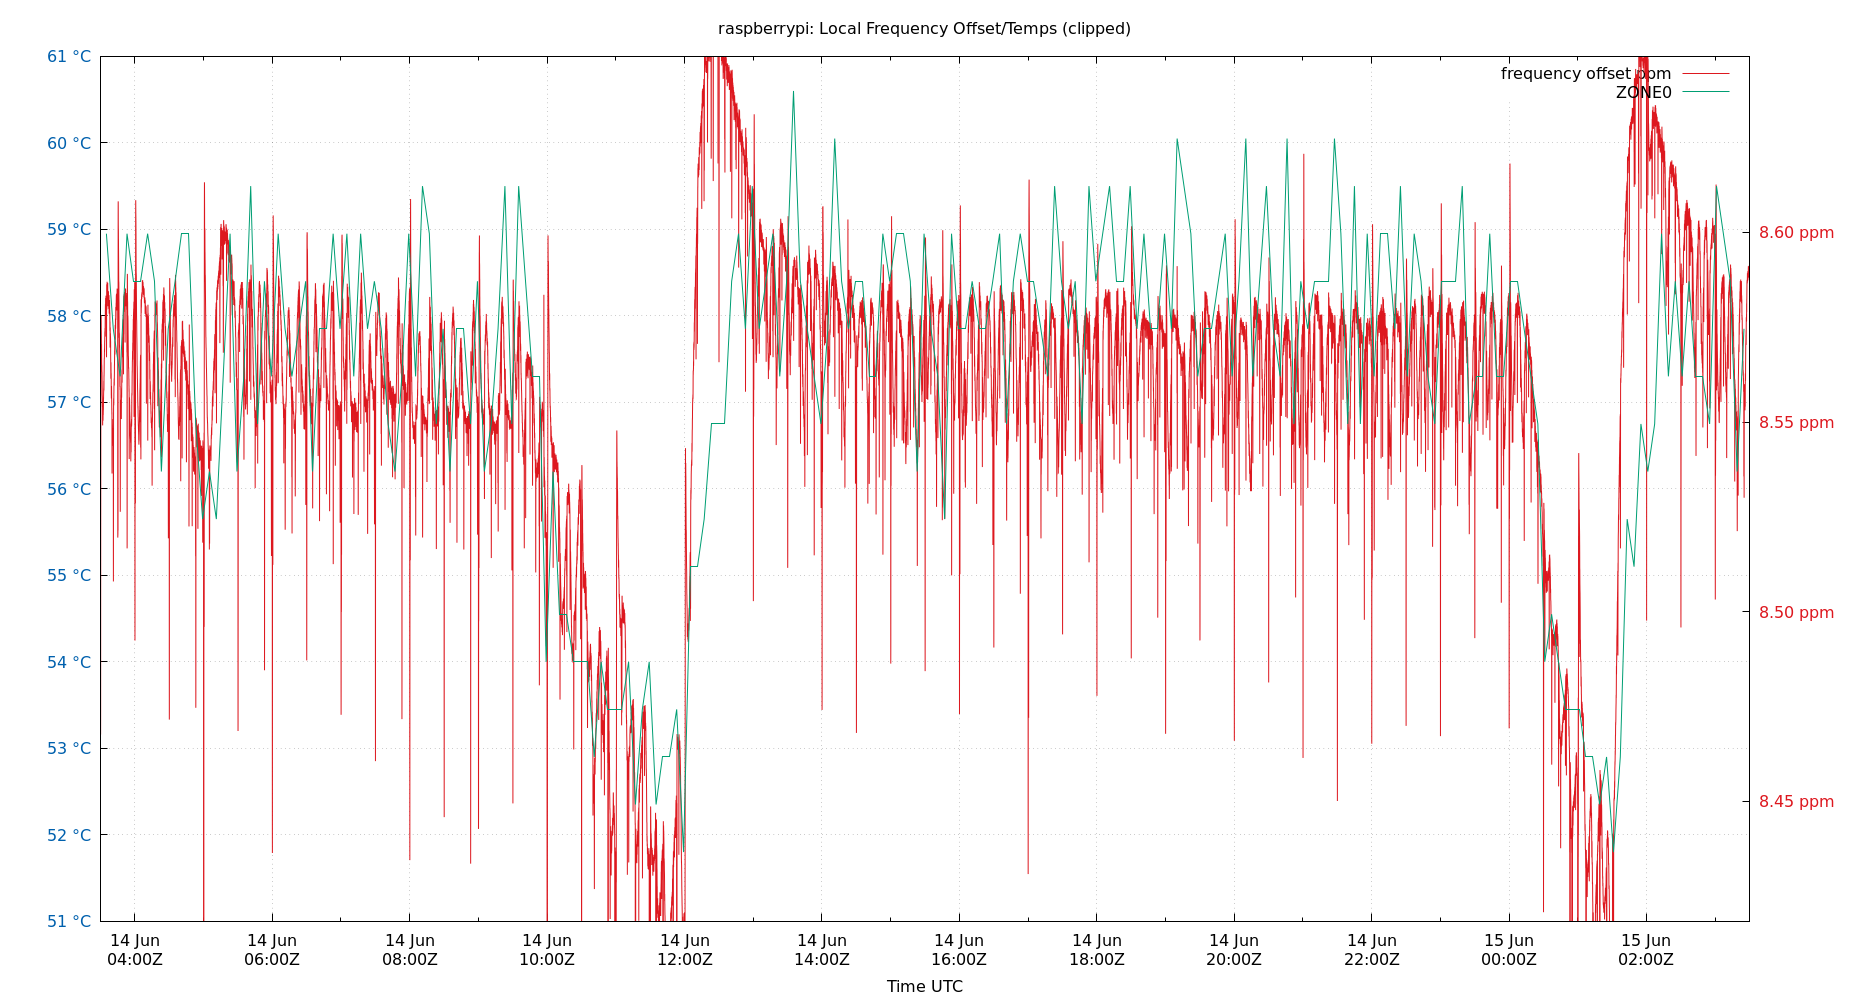 raspberrypi: Local Frequency Offset/Temps (clipped)
61 °C
60 °C
59 °C
58 °C
57 °C
56 °C
55 °C
54 °C
53 °C
52 °C
51 °C
frequency offset ppm
ZONE0
8.60 ppm
8.55 ppm
8.50 ppm
8.45 ppm
14 Jun 14 Jun 14 Jun 14 Jun 14 Jun 14 Jun 14 Jun 14 Jun 14 Jun 14 Jun 15 Jun 15 Jun
04:00Z 06:00Z 08:00Z 10:00Z 12:00Z 14:00Z 16:00Z 18:00Z 20:00Z 22:00Z 00:00Z 02:00Z
Time UTC